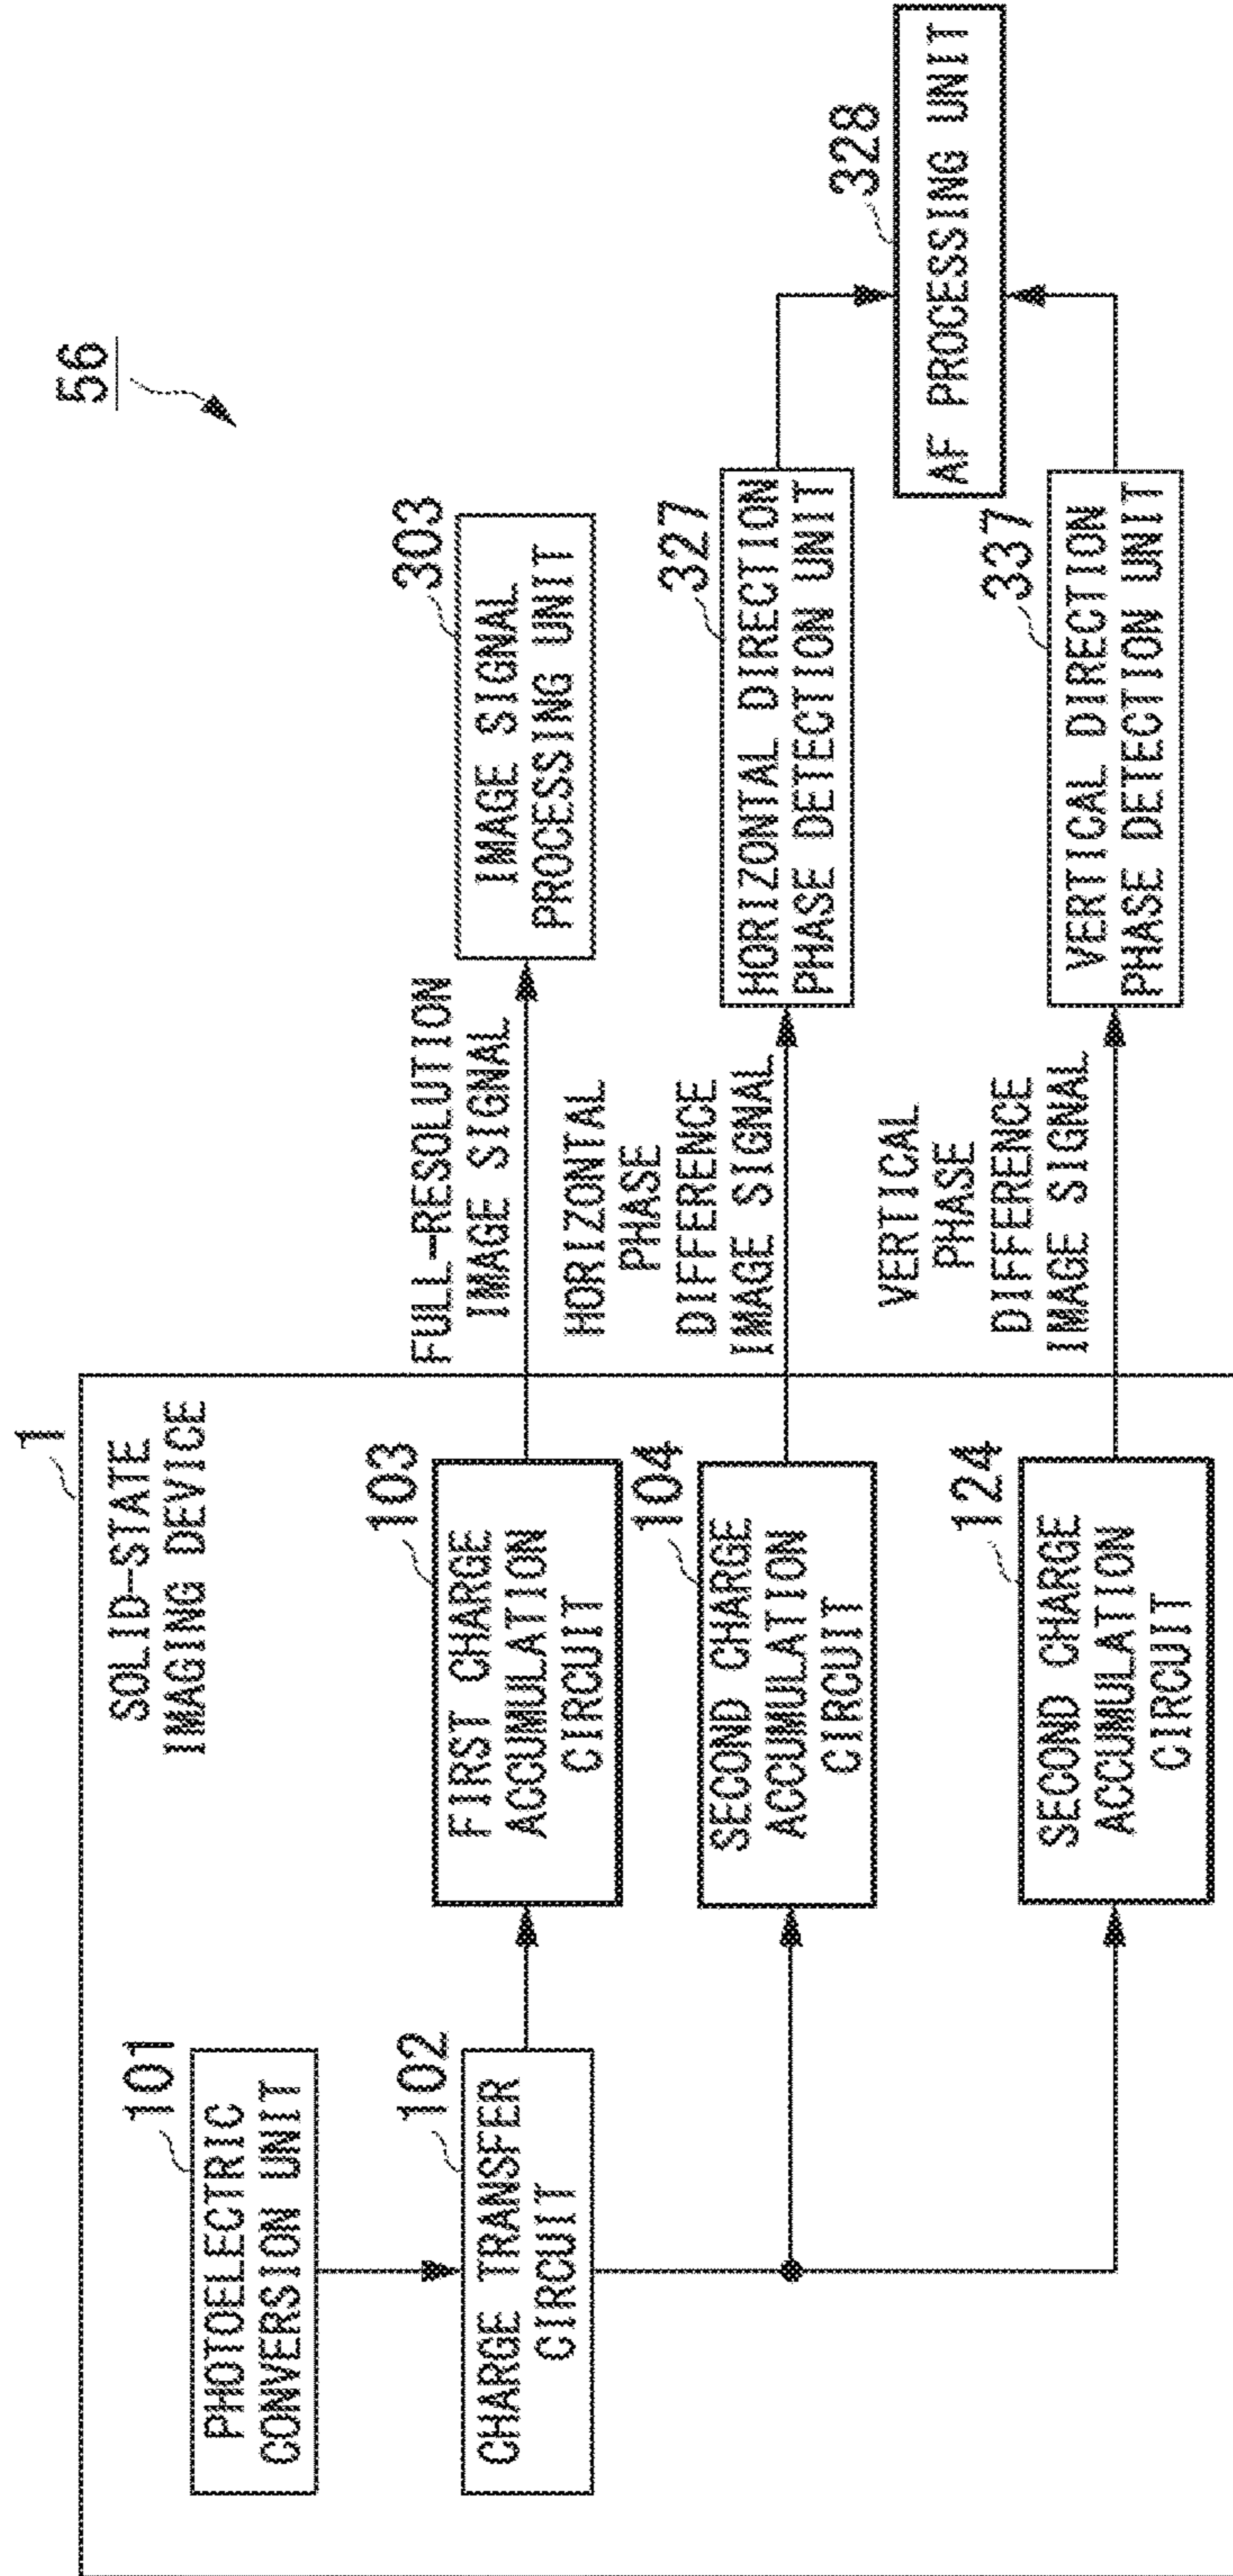 56
1
SOLID-STATE
IMAGING DEVICE
101
PHOTOELECTRIC
CONVERSION UNIT
102
CHARGE TRANSFER
CIRCUIT
103
FIRST CHARGE
ACCUMULATION
CIRCUIT
FULL-RESOLUTION
IMAGE SIGNAL
303
IMAGE SIGNAL
PROCESSING UNIT
104
SECOND CHARGE
ACCUMULATION
CIRCUIT
HORIZONTAL
PHASE
DIFFERENCE
IMAGE SIGNAL
327
HORIZONTAL DIRECTION
PHASE DETECTION UNIT
328
AF PROCESSING UNIT
124
SECOND CHARGE
ACCUMULATION
CIRCUIT
VERTICAL
PHASE
DIFFERENCE
IMAGE SIGNAL
337
VERTICAL DIRECTION
PHASE DETECTION UNIT